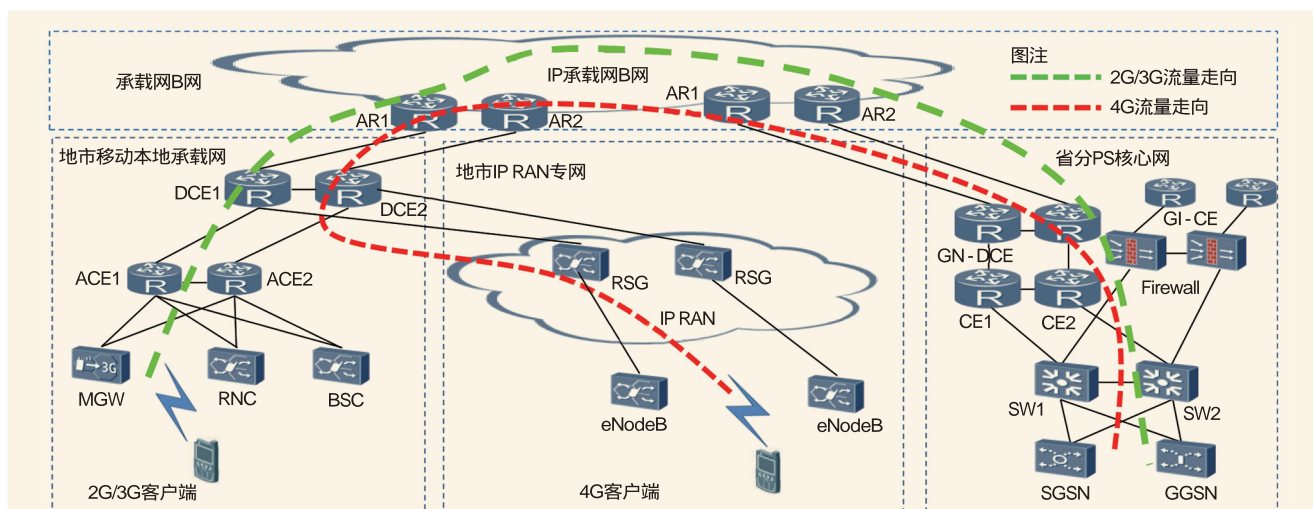 图注
2G/3G流量走向
4G流量走向
承载网B网
IP承载网B网
AR1
AR2
AR1
AR2
地市移动本地承载网
地市IP RAN专网
省分PS核心网
DCE1
DCE2
GI-CE
GN-DCE
ACE1
ACE2
RSG
RSG
Firewall
IP RAN
CE1
CE2
3G
MGW
RNC
BSC
eNodeB
eNodeB
SW1
SW2
2G/3G客户端
4G客户端
SGSN
GGSN